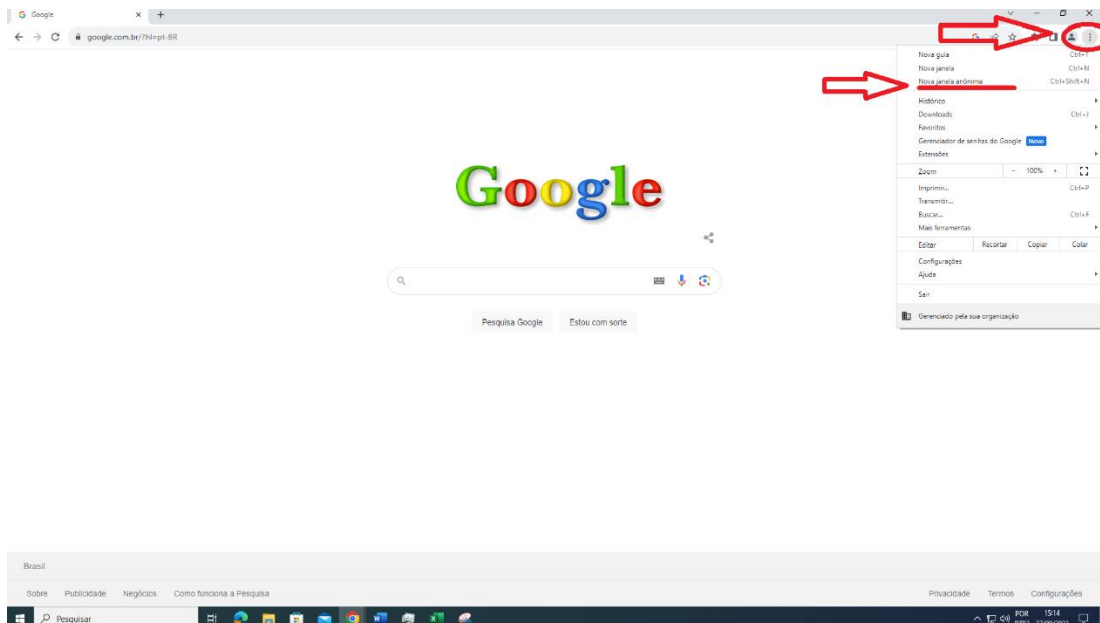 Google
google.com.br/?hl=pt-BR
Nova guia Ctrl+T
Nova janela Ctrl+N
Nova janela anônima Ctrl+Shift+N
Histórico
Downloads Ctrl+J
Favoritos
Gerenciador de senhas do Google Novo
Extensões
Zoom - 100% +
Imprimir... Ctrl+P
Transmitir...
Buscar... Ctrl+F
Mais ferramentas
Editar Recortar Copiar Colar
Configurações
Ajuda
Sair
Gerenciado pela sua organização
Google
Pesquisa Google Estou com sorte
Brasil
Sobre Publicidade Negócios Como funciona a Pesquisa Privacidade Termos Configurações
Pesquisar POR 15:14